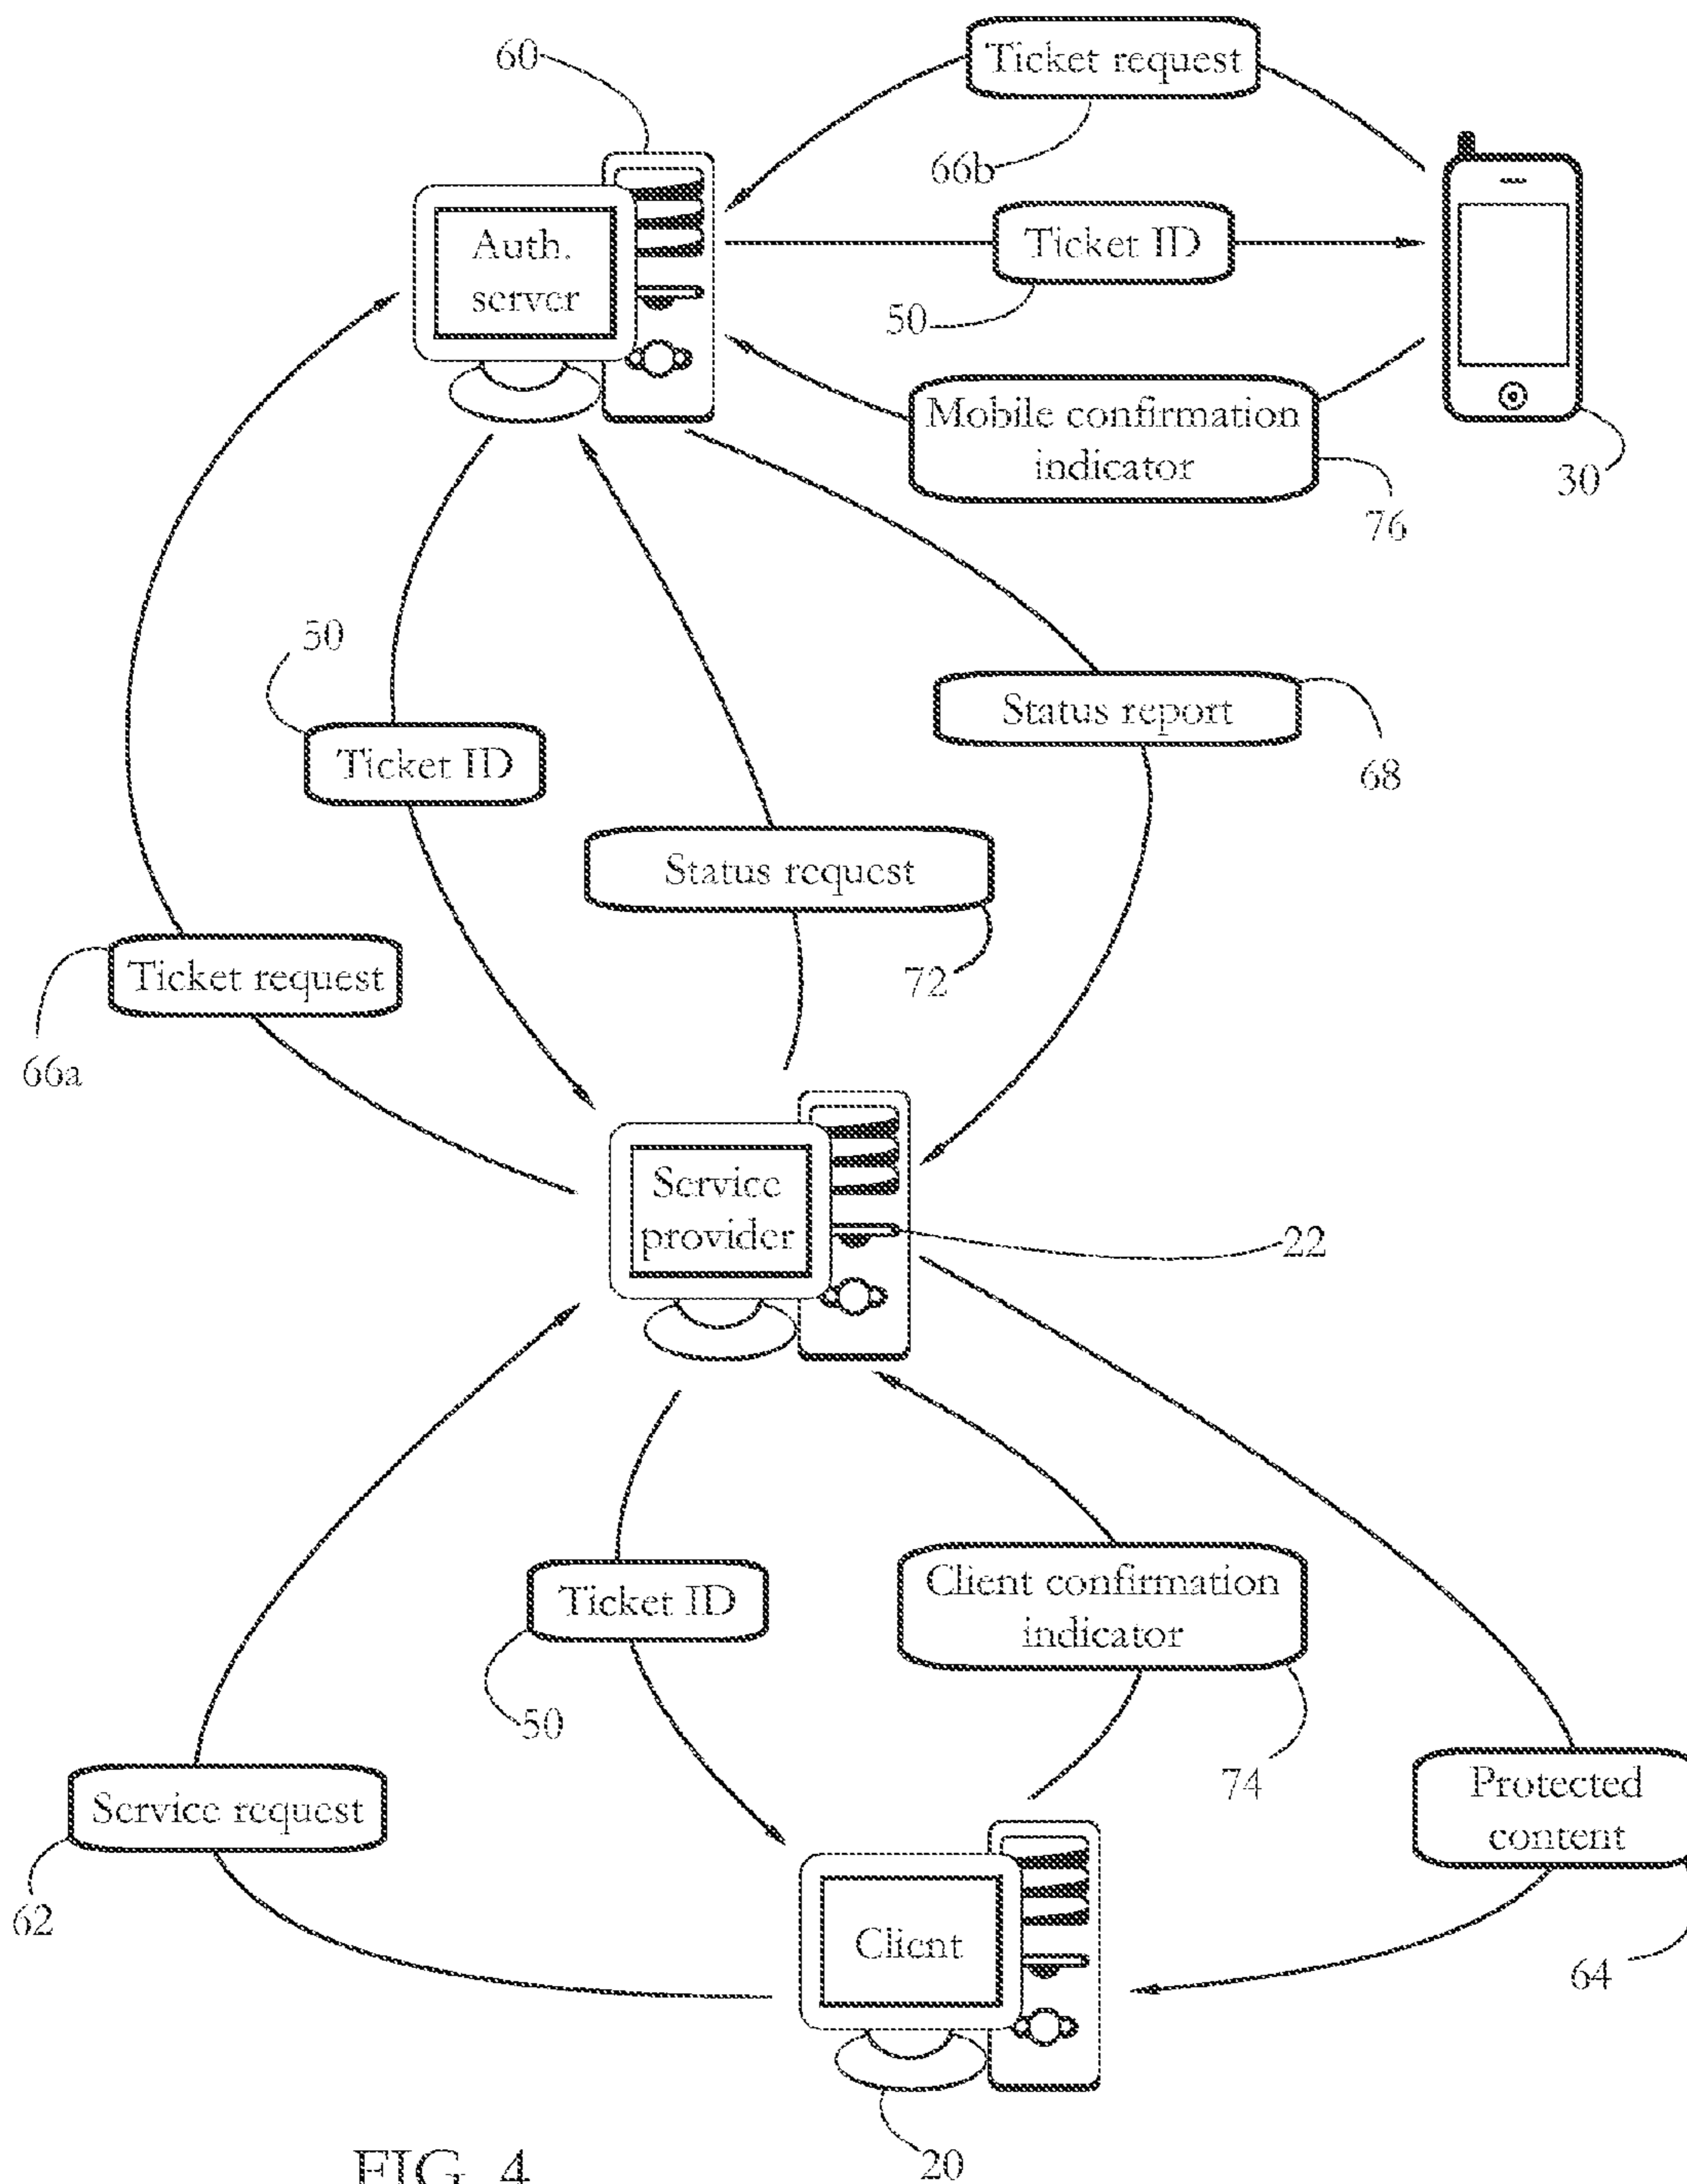 60
Ticket request
66b
Auth.
server
Ticket ID
50
Mobile confirmation
indicator
30
76
50
Ticket ID
Status report
68
Status request
72
Ticket request
66a
Service
provider
22
Ticket ID
50
Client confirmation
indicator
74
Service request
62
Protected
content
64
Client
20
FIG. 4